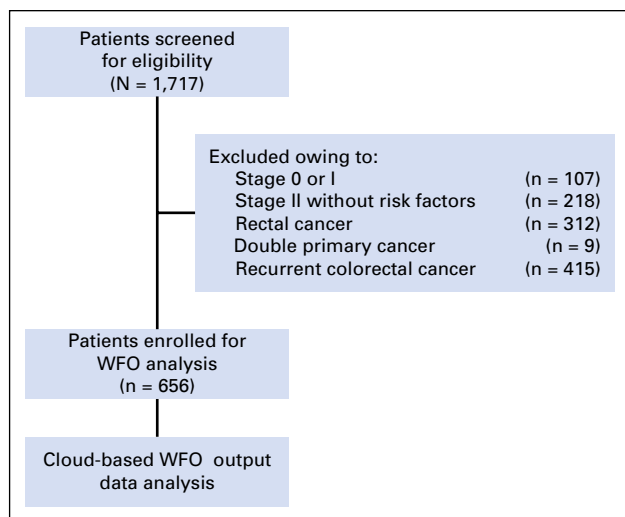 Patients screened
for eligibility
(N = 1,717)
Excluded owing to:
Stage 0 or I (n = 107)
Stage II without risk factors (n = 218)
Rectal cancer (n = 312)
Double primary cancer (n = 9)
Recurrent colorectal cancer (n = 415)
Patients enrolled for
WFO analysis
(n = 656)
Cloud-based WFO output
data analysis